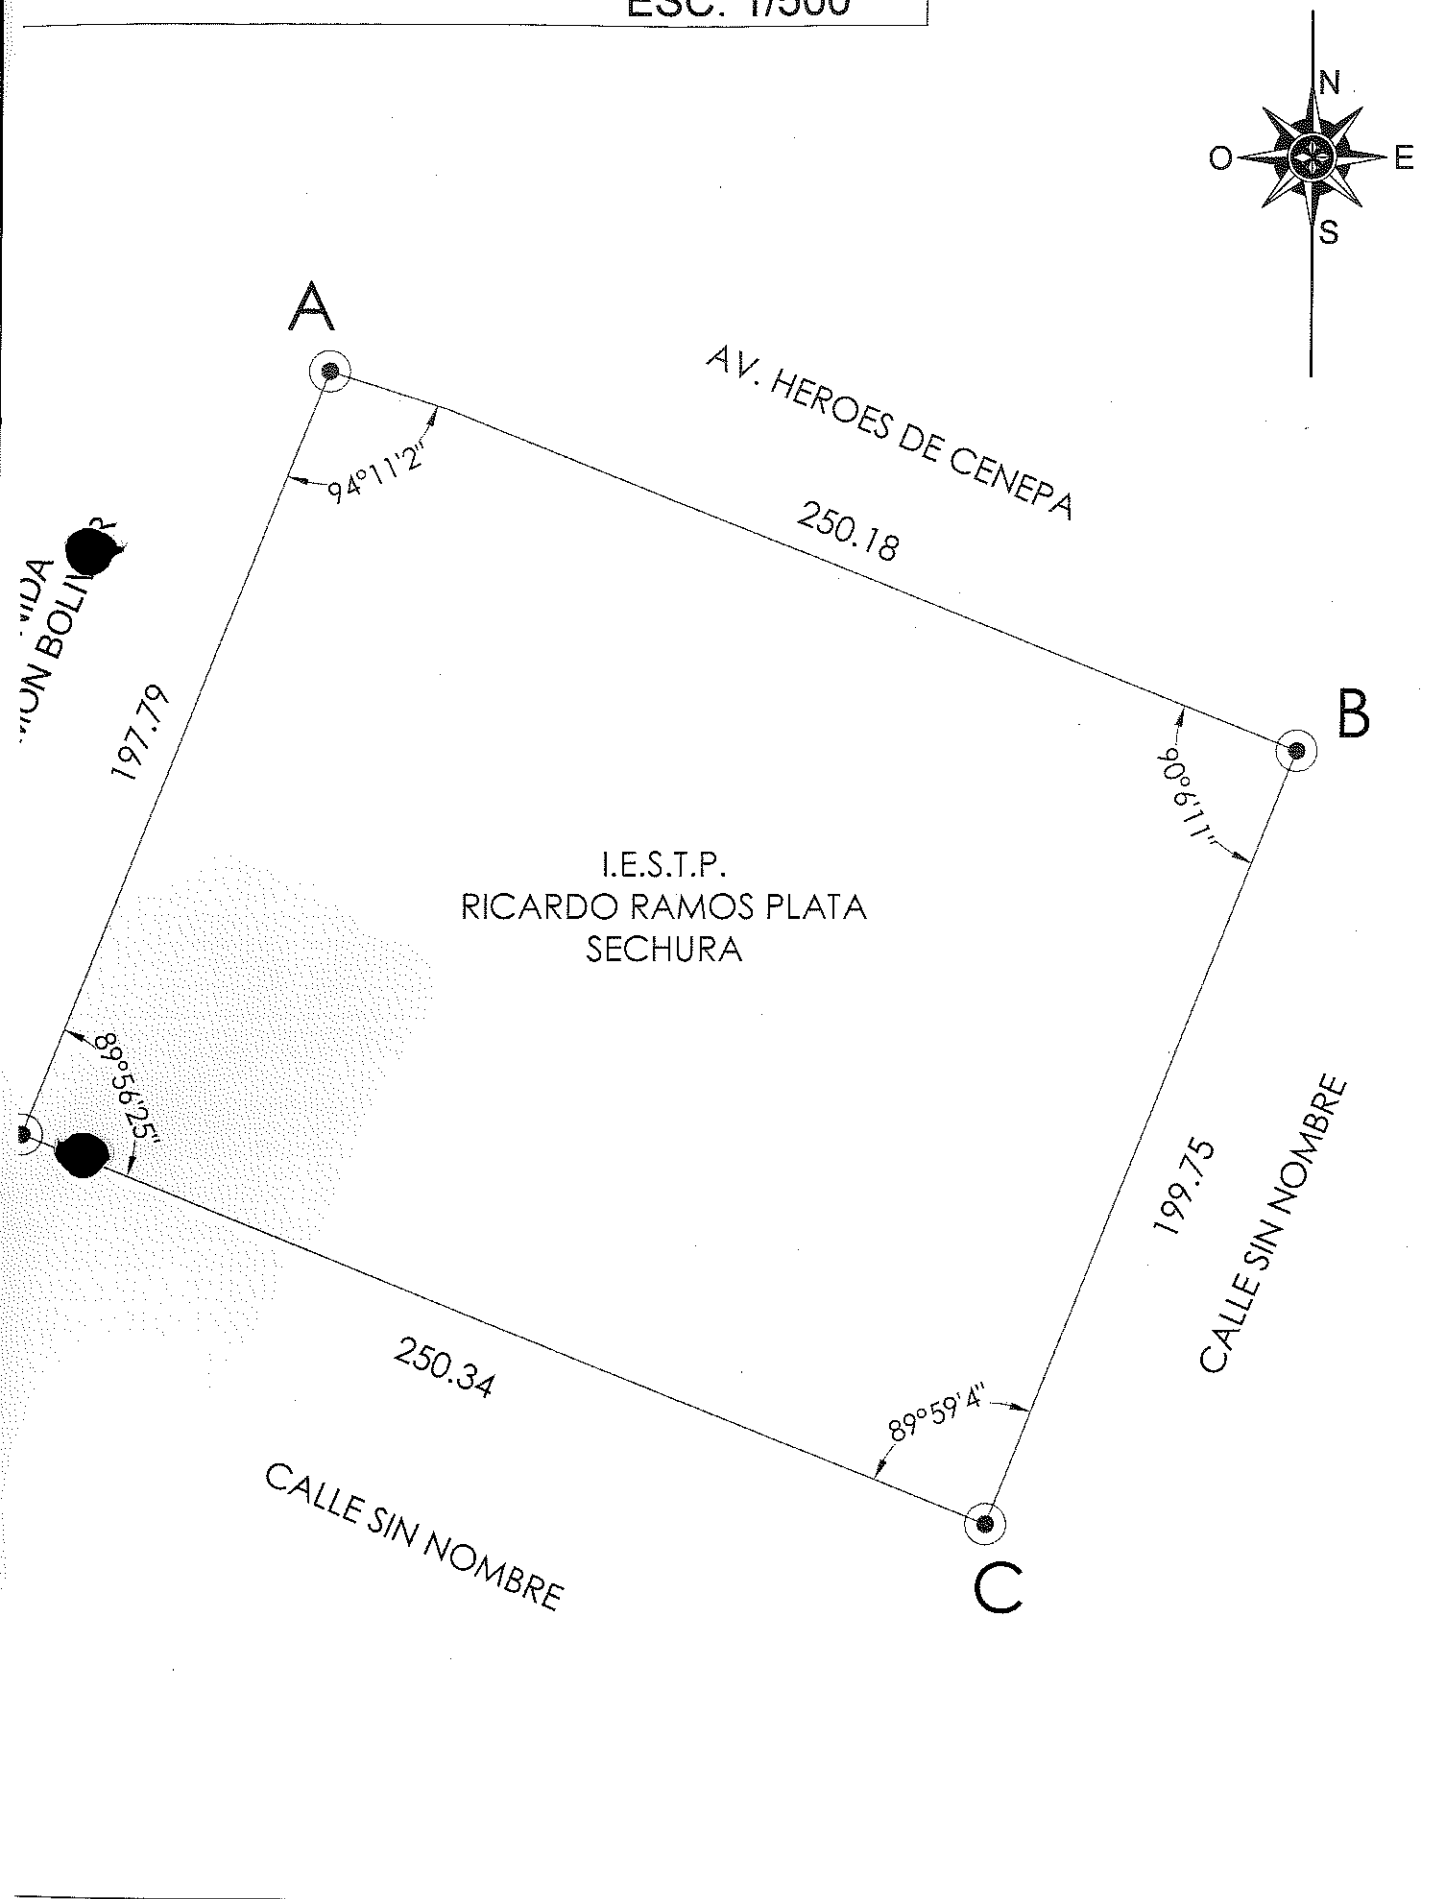 ESC. 1/500
N
O
E
S
A
AV. HEROES DE CENEPA
94°11'2"
250.18
B
197.79
90°6'11"
I.E.S.T.P.
RICARDO RAMOS PLATA
SECHURA
89°56'25"
199.75
CALLE SIN NOMBRE
250.34
89°59'4"
CALLE SIN NOMBRE
C